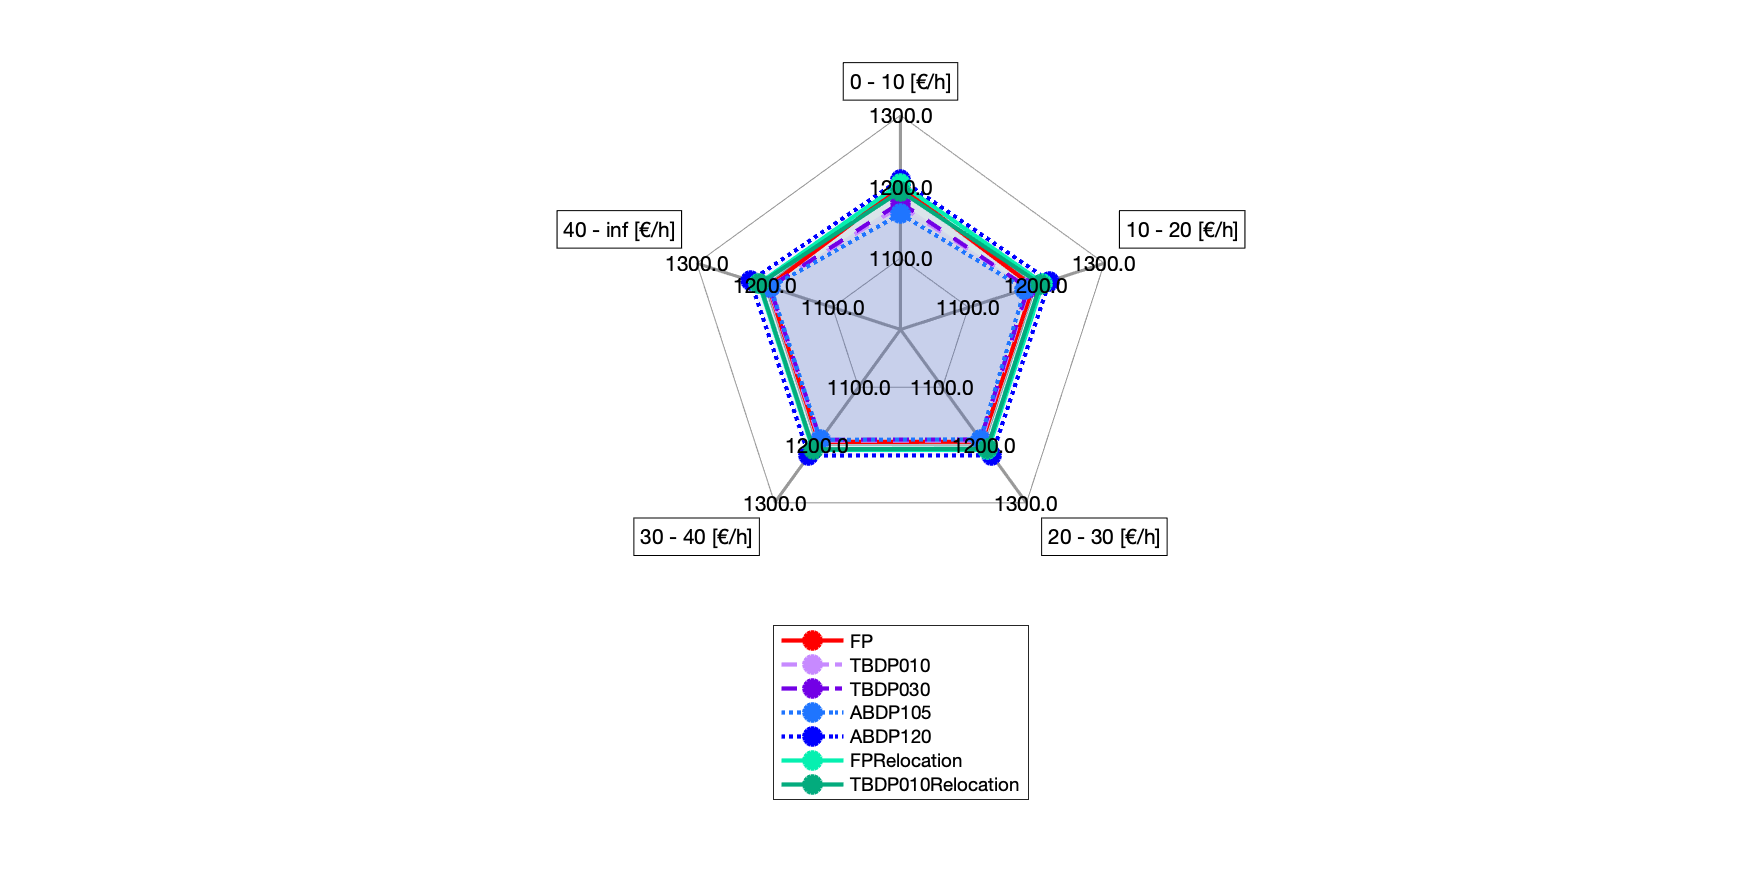 0 - 10 [€/h]
1300.0
1200.0
1100.0
40 - inf [€/h]
10 - 20 [€/h]
1300.0
1300.0
1200.0
1200.0
1100.0
1100.0
1100.0
1100.0
1200.0
1200.0
1300.0
1300.0
30 - 40 [€/h]
20 - 30 [€/h]
FP
TBDP010
TBDP030
ABDP105
ABDP120
FPRelocation
TBDP010Relocation